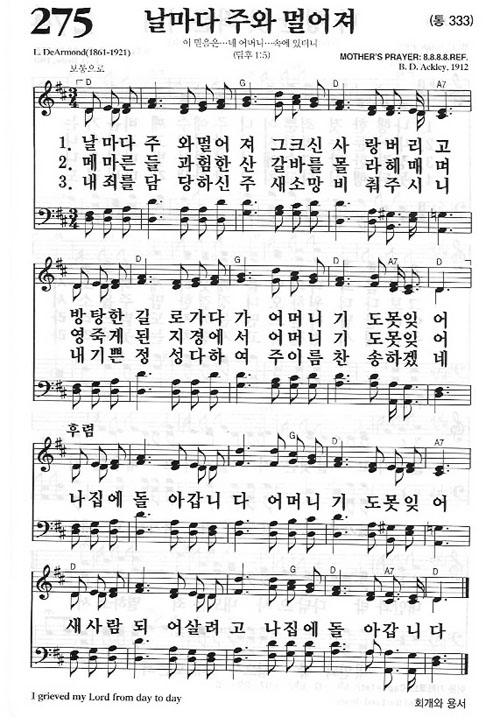 275 날마다 주와 멀어져 (통 333)
이 믿음은…네 어머니…속에 있더니
L. DeArmond(1861-1921) (딤후 1:5) MOTHER'S PRAYER: 8.8.8.8.REF.
보통으로 B. D. Ackley, 1912
D G D A7
1. 날마다 주 와멀어 져 그크신 사 랑버리 고
2. 메마른들 과험한산 갈바를몰 라헤매 며
3. 내죄를담 당하신주 새소망 비 춰주시 니
D G D A7 D
방탕한 길 로가다 가 어머니 기 도못잊 어
영죽게 된 지경에서 어머니 기 도못잊 어
내기쁜 정 성다하여 주이름 찬 송하겠 네
후렴
G D A7
나집에 돌 아갑니 다 어머니 기 도못잊 어
D G D A7 D
새사람 되 어살려 고 나집에 돌 아갑니 다
I grieved my Lord from day to day
회개와 용서